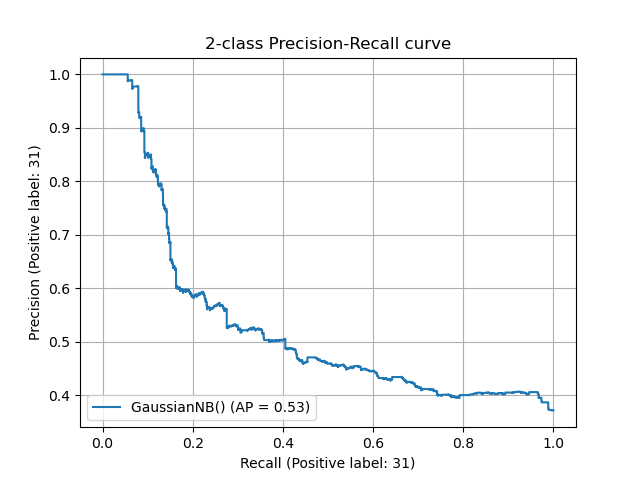 2-class Precision-Recall curve
1.0
0.9
0.8
0.7
0.6
0.5
0.4
Precision (Positive label: 31)
GaussianNB() (AP = 0.53)
0.0 0.2 0.4 0.6 0.8 1.0
Recall (Positive label: 31)